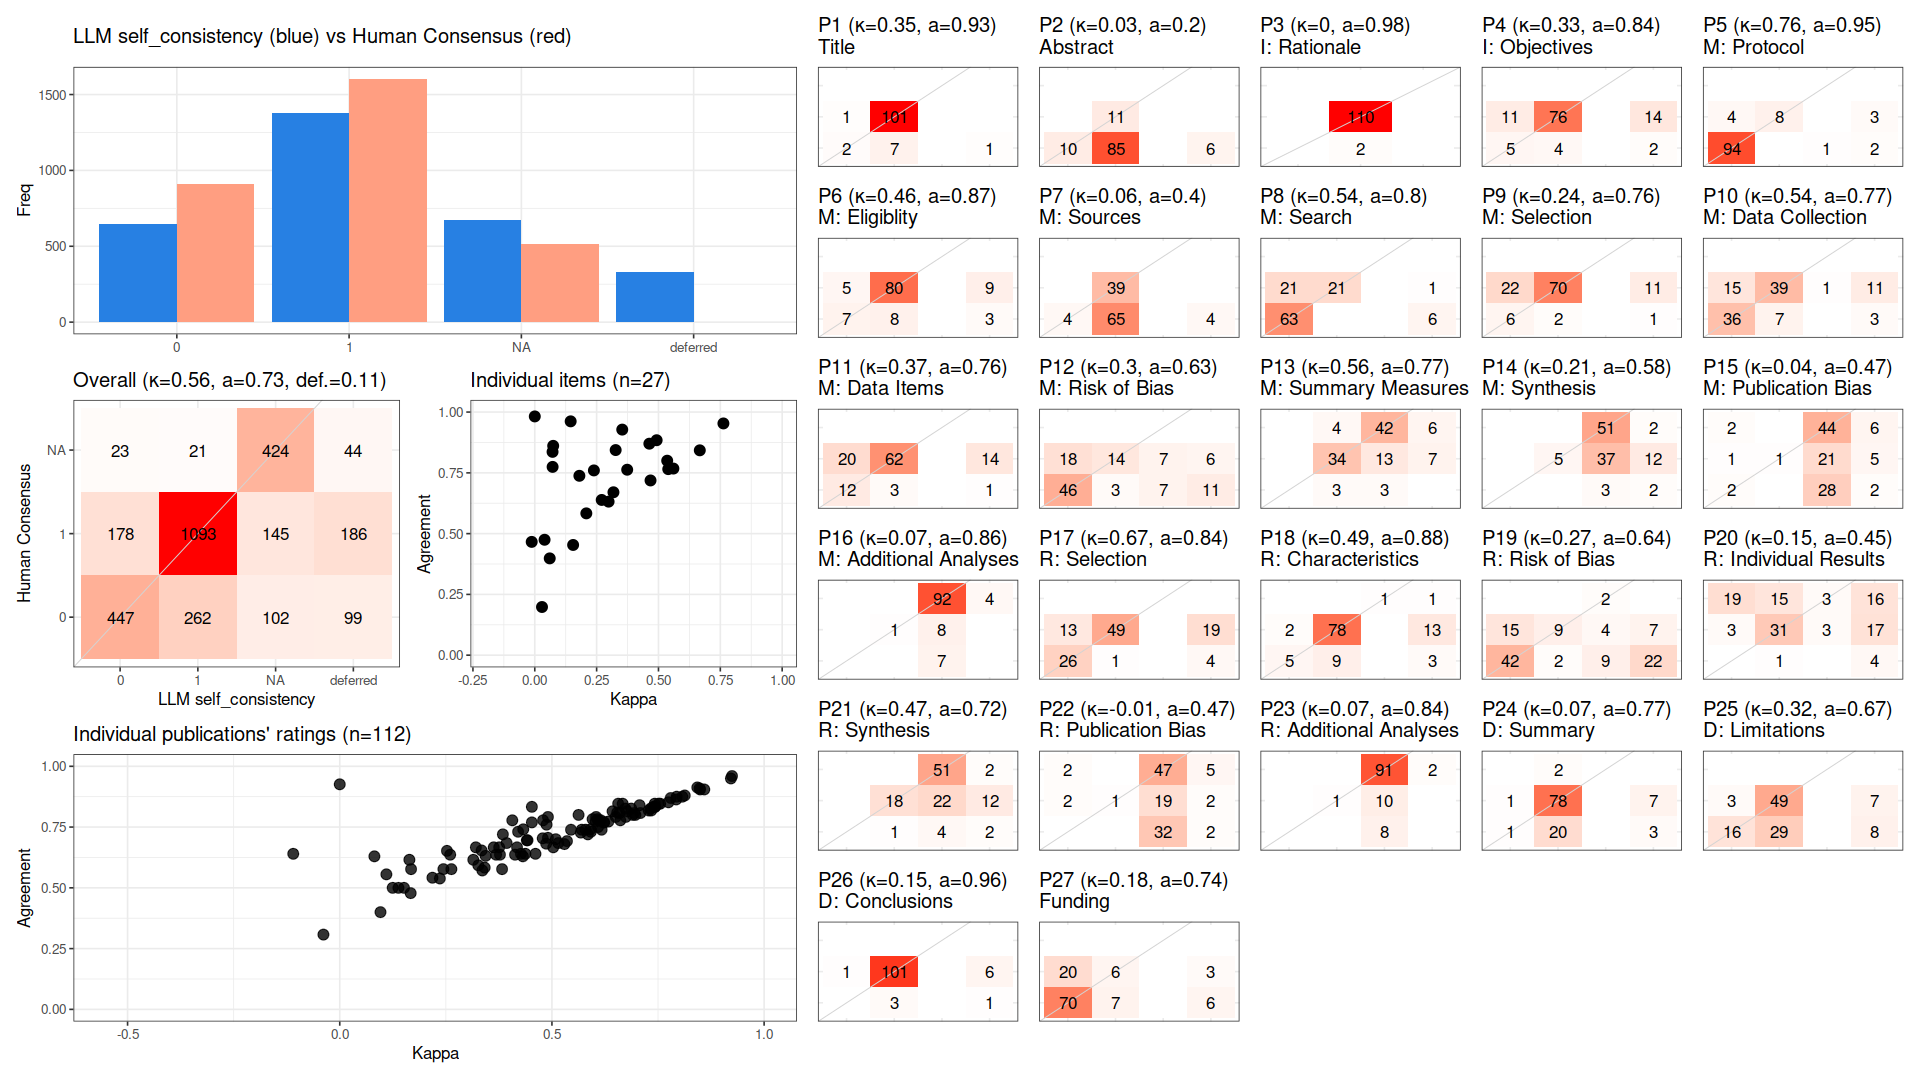 LLM self_consistency (blue) vs Human Consensus (red)
Freq
1500
1000
500
0
0 1 NA deferred
Overall (κ=0.56, a=0.73, def.=0.11)
Human Consensus
NA 23 21 424 44
1 178 1093 145 186
0 447 262 102 99
0 1 NA deferred
LLM self_consistency
Individual items (n=27)
Agreement
1.00
0.75
0.50
0.25
0.00
-0.25 0.00 0.25 0.50 0.75 1.00
Kappa
Individual publications' ratings (n=112)
Agreement
1.00
0.75
0.50
0.25
0.00
-0.5 0.0 0.5 1.0
Kappa
P1 (κ=0.35, a=0.93)
Title
1 101
2 7 1
P2 (κ=0.03, a=0.2)
Abstract
11
10 85 6
P3 (κ=0, a=0.98)
I: Rationale
110
2
P4 (κ=0.33, a=0.84)
I: Objectives
11 76 14
5 4 2
P5 (κ=0.76, a=0.95)
M: Protocol
4 8 3
94 1 2
P6 (κ=0.46, a=0.87)
M: Eligiblity
5 80 9
7 8 3
P7 (κ=0.06, a=0.4)
M: Sources
39
4 65 4
P8 (κ=0.54, a=0.8)
M: Search
21 21 1
63 6
P9 (κ=0.24, a=0.76)
M: Selection
22 70 11
6 2 1
P10 (κ=0.54, a=0.77)
M: Data Collection
15 39 1 11
36 7 3
P11 (κ=0.37, a=0.76)
M: Data Items
20 62 14
12 3 1
P12 (κ=0.3, a=0.63)
M: Risk of Bias
18 14 7 6
46 3 7 11
P13 (κ=0.56, a=0.77)
M: Summary Measures
4 42 6
34 13 7
3 3
P14 (κ=0.21, a=0.58)
M: Synthesis
51 2
5 37 12
3 2
P15 (κ=0.04, a=0.47)
M: Publication Bias
2 44 6
1 1 21 5
2 28 2
P16 (κ=0.07, a=0.86)
M: Additional Analyses
92 4
1 8
7
P17 (κ=0.67, a=0.84)
R: Selection
13 49 19
26 1 4
P18 (κ=0.49, a=0.88)
R: Characteristics
1 1
2 78 13
5 9 3
P19 (κ=0.27, a=0.64)
R: Risk of Bias
2
15 9 4 7
42 2 9 22
P20 (κ=0.15, a=0.45)
R: Individual Results
19 15 3 16
3 31 3 17
1 4
P21 (κ=0.47, a=0.72)
R: Synthesis
51 2
18 22 12
1 4 2
P22 (κ=-0.01, a=0.47)
R: Publication Bias
2 47 5
2 1 19 2
32 2
P23 (κ=0.07, a=0.84)
R: Additional Analyses
91 2
1 10
8
P24 (κ=0.07, a=0.77)
D: Summary
2
1 78 7
1 20 3
P25 (κ=0.32, a=0.67)
D: Limitations
3 49 7
16 29 8
P26 (κ=0.15, a=0.96)
D: Conclusions
1 101 6
3 1
P27 (κ=0.18, a=0.74)
Funding
20 6 3
70 7 6